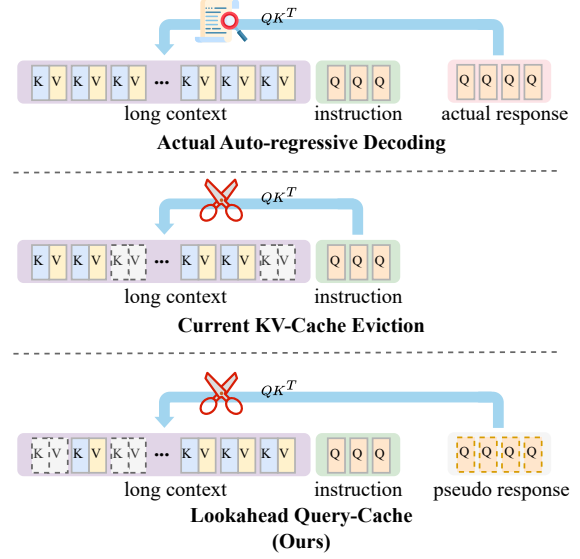 QK^T
K V K V K V ... K V K V K V Q Q Q Q Q Q Q
long context instruction actual response
Actual Auto-regressive Decoding
QK^T
K V K V K V ... K V K V K V Q Q Q
long context instruction
Current KV-Cache Eviction
QK^T
K V K V K V ... K V K V K V Q Q Q Q Q Q Q
long context instruction pseudo response
Lookahead Query-Cache
(Ours)